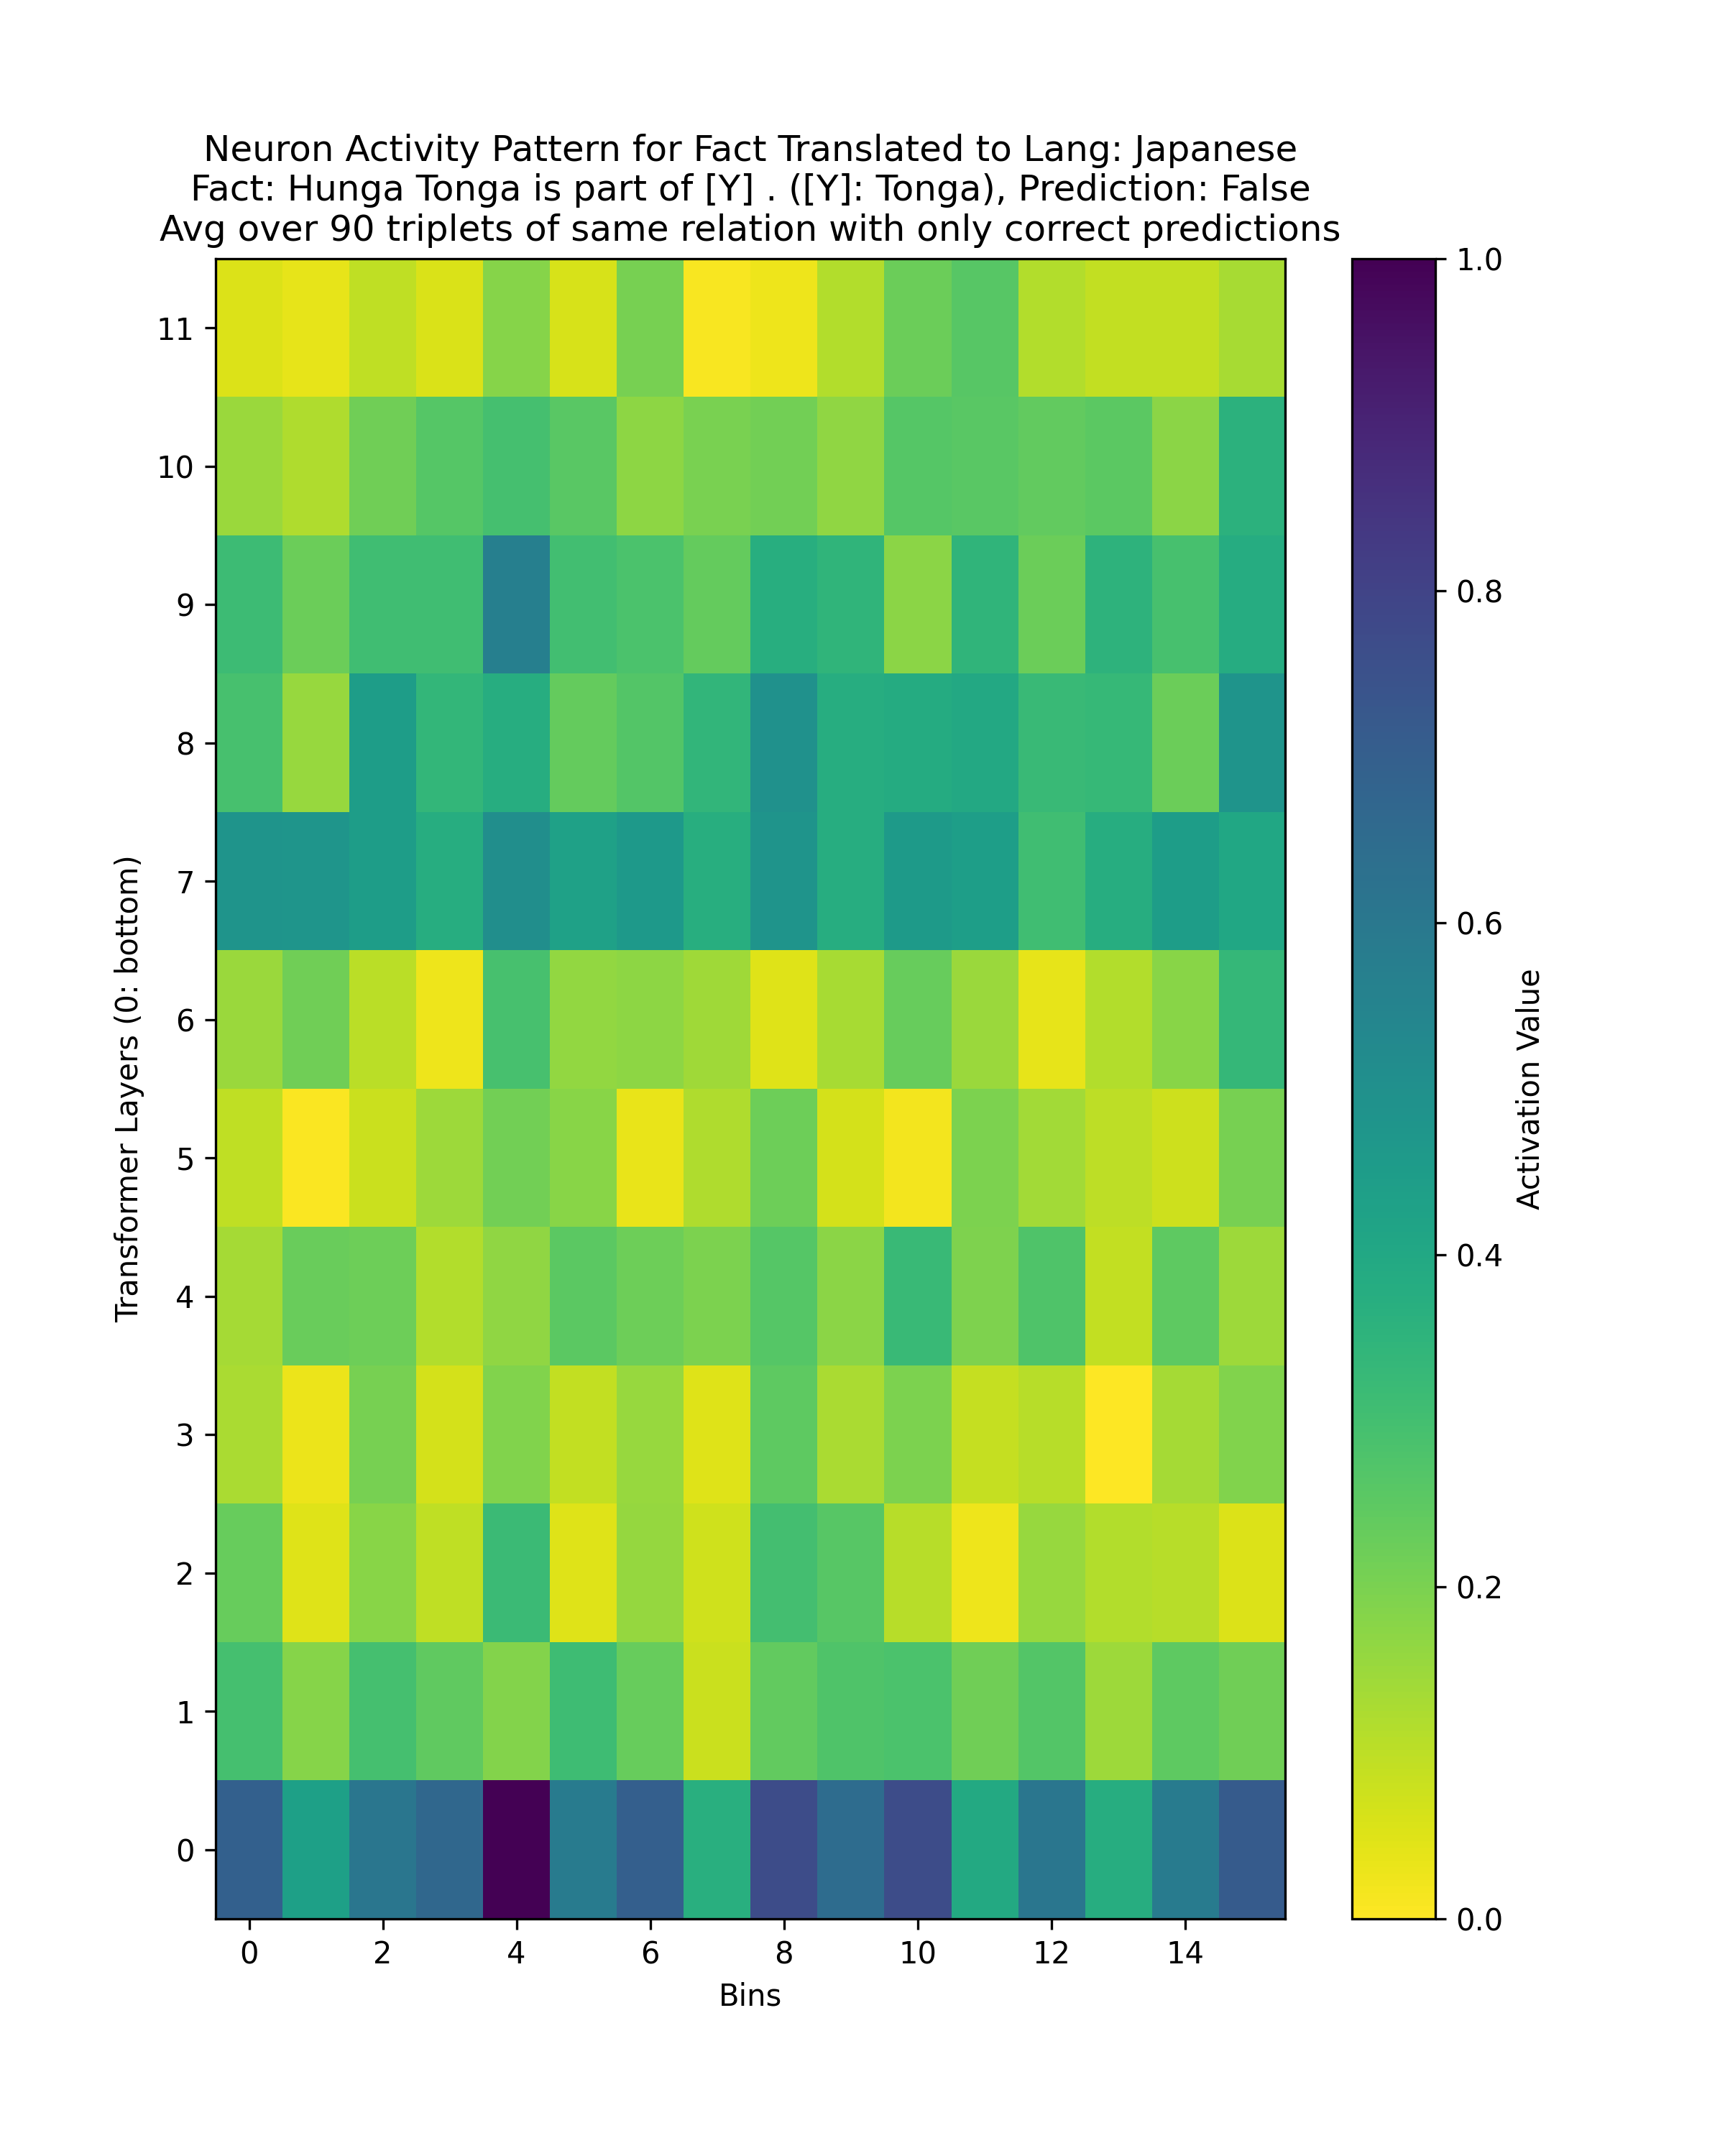 Neuron Activity Pattern for Fact Translated to Lang: Japanese
Fact: Hunga Tonga is part of [Y] . ([Y]: Tonga), Prediction: False
Avg over 90 triplets of same relation with only correct predictions
Transformer Layers (0: bottom)
11
10
9
8
7
6
5
4
3
2
1
0
0 2 4 6 8 10 12 14
Bins
1.0
0.8
0.6
0.4
0.2
0.0
Activation Value